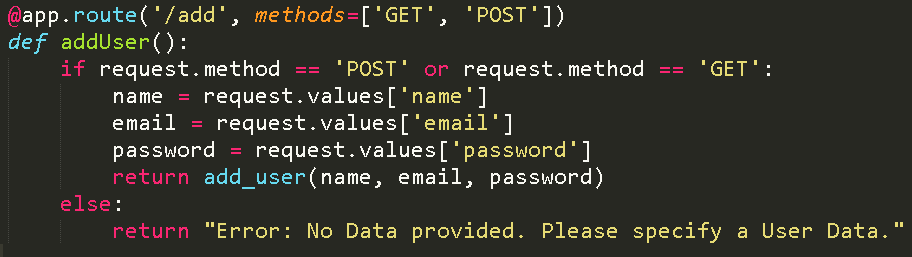 @app.route('/add', methods=['GET', 'POST'])
def addUser():
    if request.method == 'POST' or request.method == 'GET':
        name = request.values['name']
        email = request.values['email']
        password = request.values['password']
        return add_user(name, email, password)
    else:
        return "Error: No Data provided. Please specify a User Data."